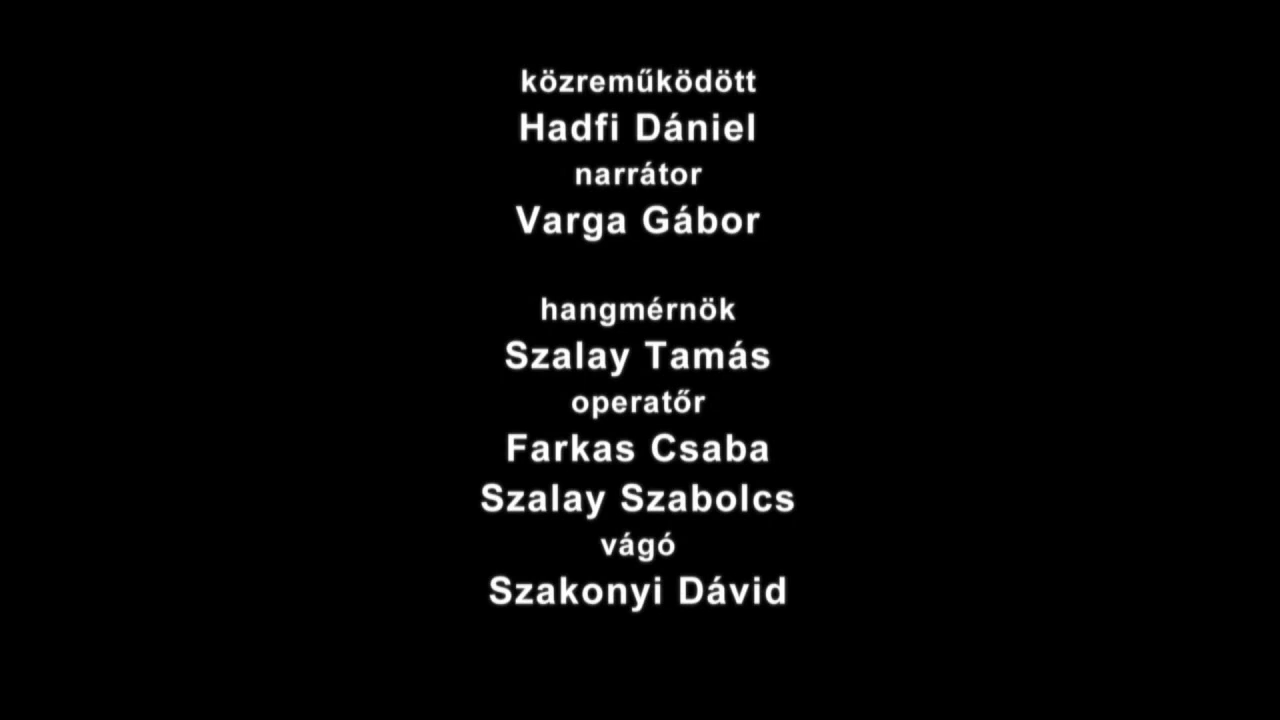 közreműködött
Hadfi Dániel
narrátor
Varga Gábor
hangmérnök
Szalay Tamás
operatőr
Farkas Csaba
Szalay Szabolcs
vágó
Szakonyi Dávid